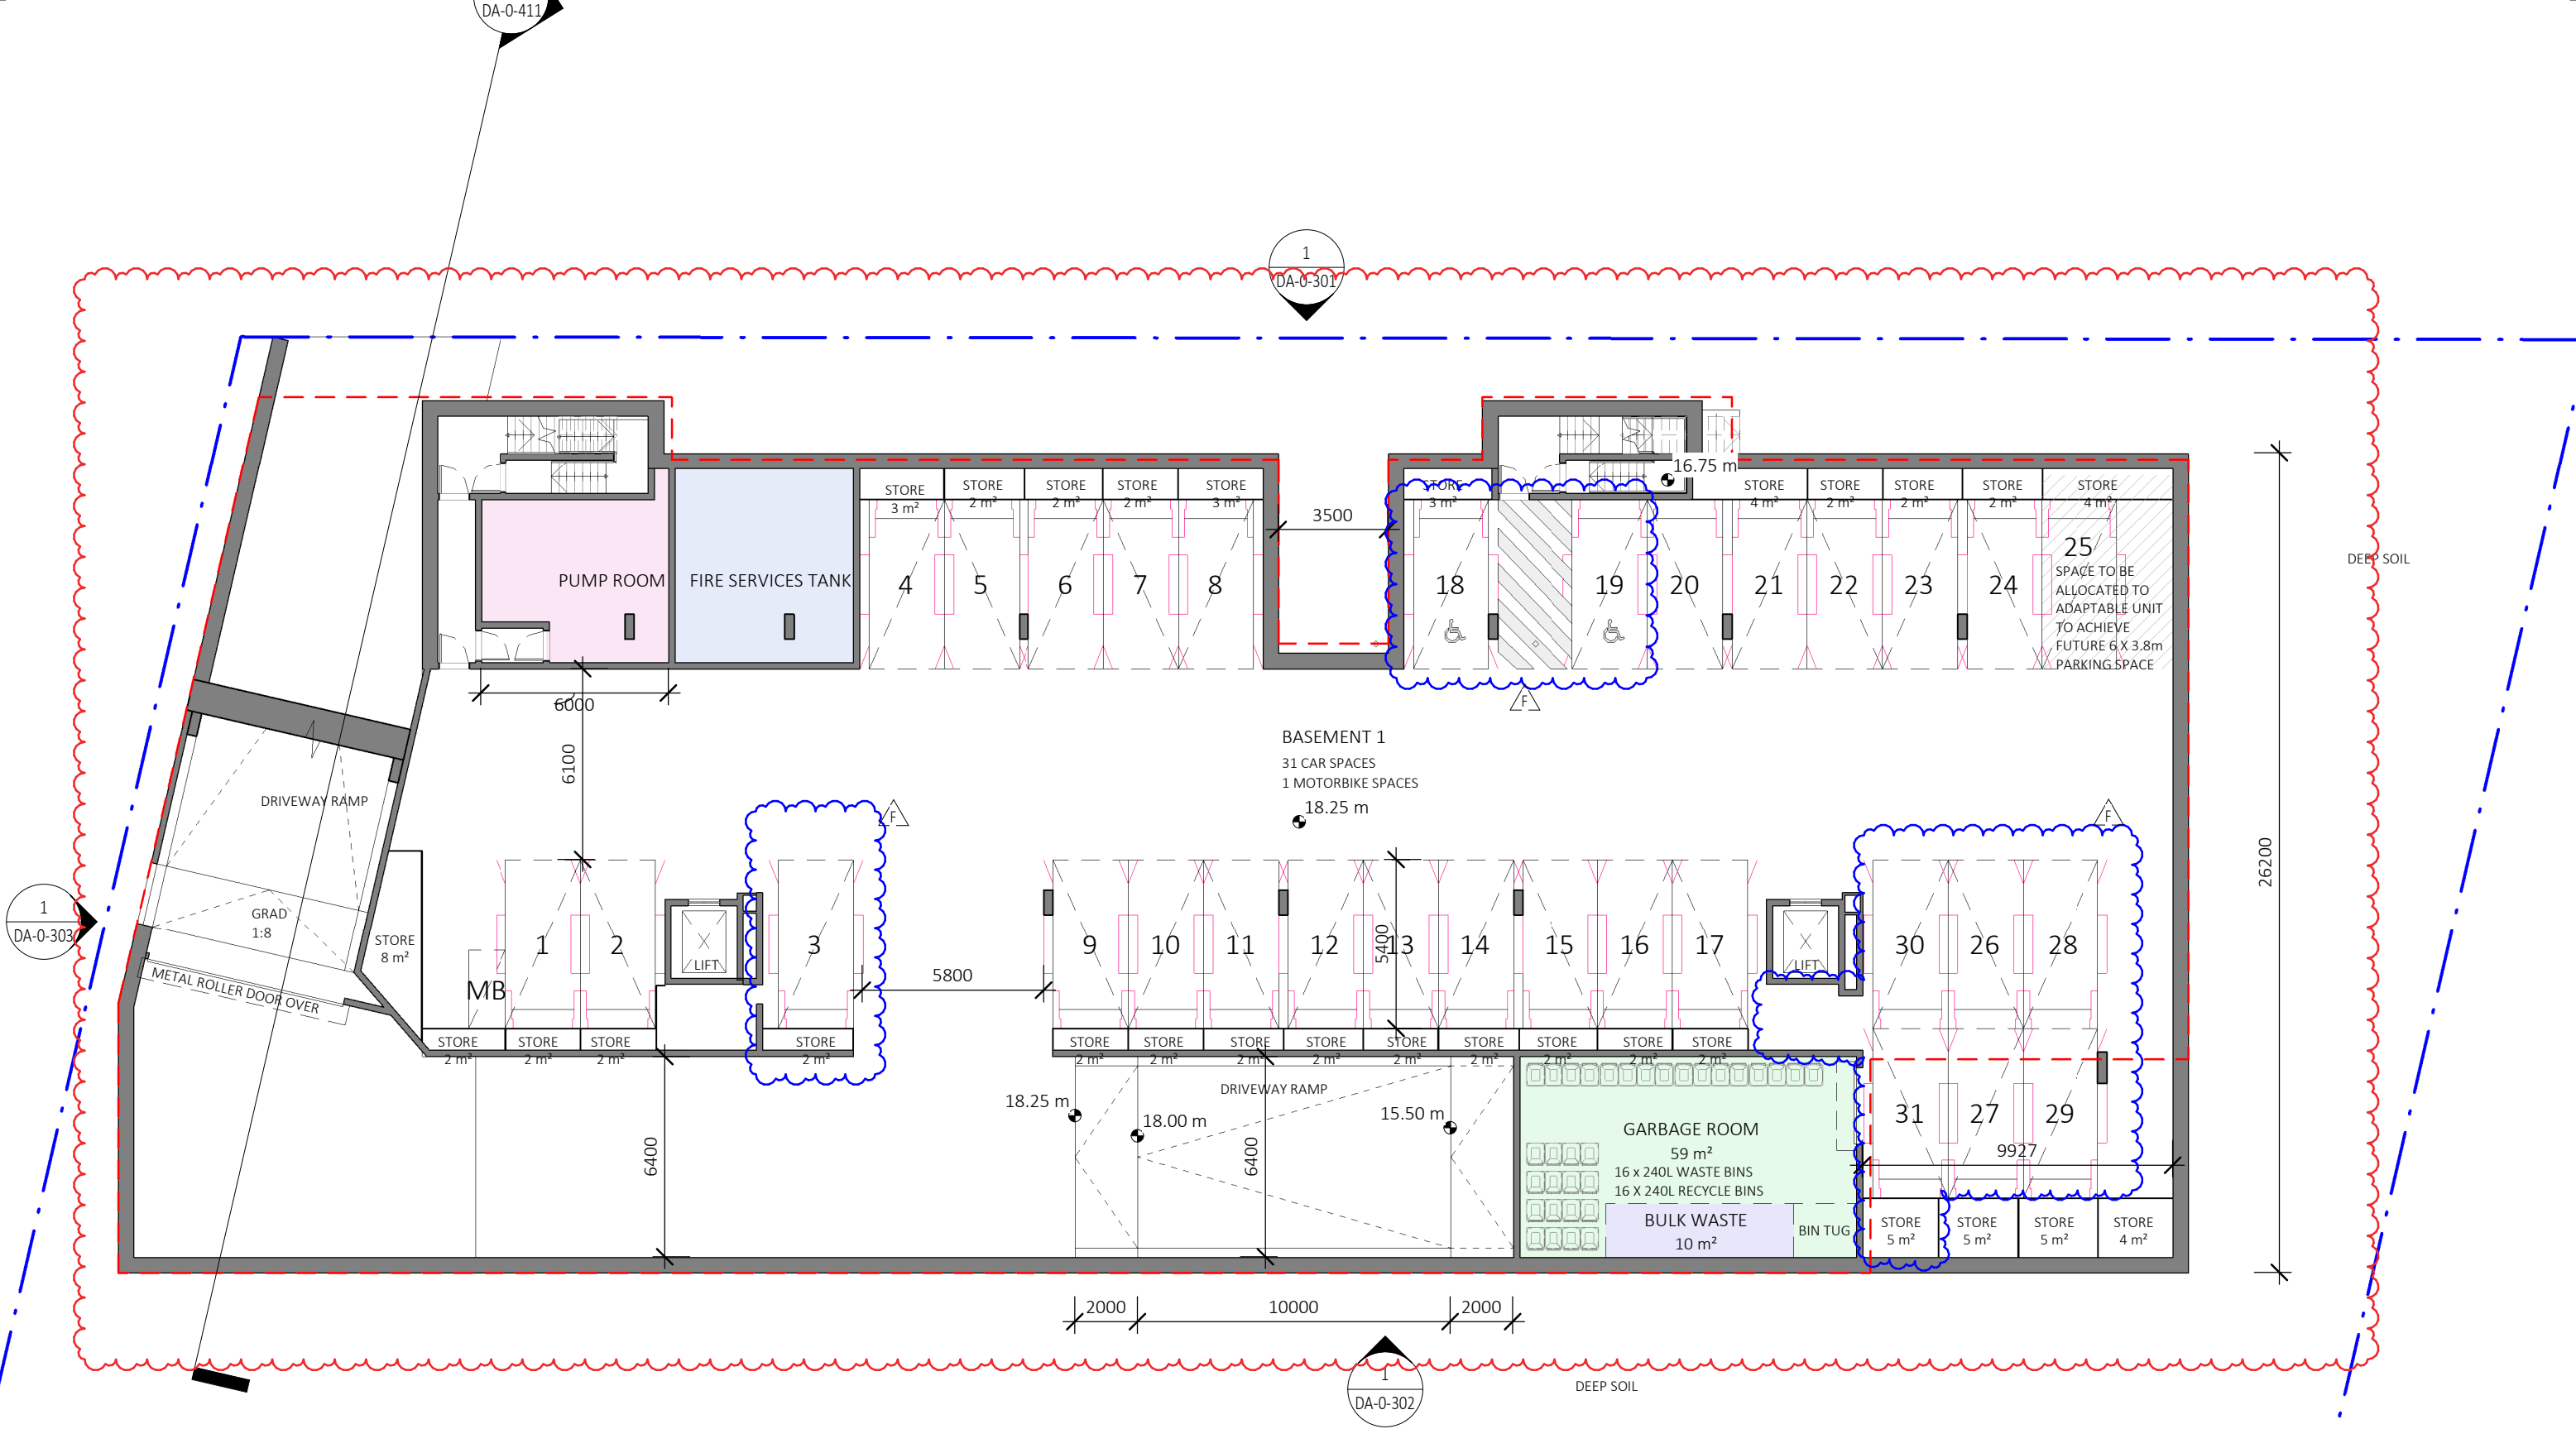 DA-0-411
1
DA-0-301
16.75 m
STORE
3 m²
STORE
2 m²
STORE
2 m²
STORE
2 m²
STORE
3 m²
STORE
3 m²
STORE
4 m²
STORE
2 m²
STORE
2 m²
STORE
2 m²
STORE
4 m²
3500
DEEP SOIL
PUMP ROOM
FIRE SERVICES TANK
4
5
6
7
8
18
19
20
21
22
23
24
25
SPACE TO BE
ALLOCATED TO
ADAPTABLE UNIT
TO ACHIEVE
FUTURE 6 X 3.8m
PARKING SPACE
6000
F
6100
BASEMENT 1
31 CAR SPACES
1 MOTORBIKE SPACES
18.25 m
DRIVEWAY RAMP
F
F
26200
1
DA-0-303
GRAD
1:8
METAL ROLLER DOOR OVER
STORE
8 m²
MB
1
2
LIFT
3
5800
9
10
11
12
13
5400
14
15
16
17
LIFT
30
26
28
STORE
2 m²
STORE
2 m²
STORE
2 m²
STORE
2 m²
STORE
2 m²
STORE
2 m²
STORE
2 m²
STORE
2 m²
STORE
2 m²
STORE
2 m²
STORE
2 m²
STORE
2 m²
STORE
2 m²
DRIVEWAY RAMP
18.25 m
18.00 m
15.50 m
6400
6400
GARBAGE ROOM
59 m²
16 x 240L WASTE BINS
16 X 240L RECYCLE BINS
BULK WASTE
10 m²
BIN TUG
31
27
29
9927
STORE
5 m²
STORE
5 m²
STORE
5 m²
STORE
4 m²
2000
10000
2000
1
DA-0-302
DEEP SOIL